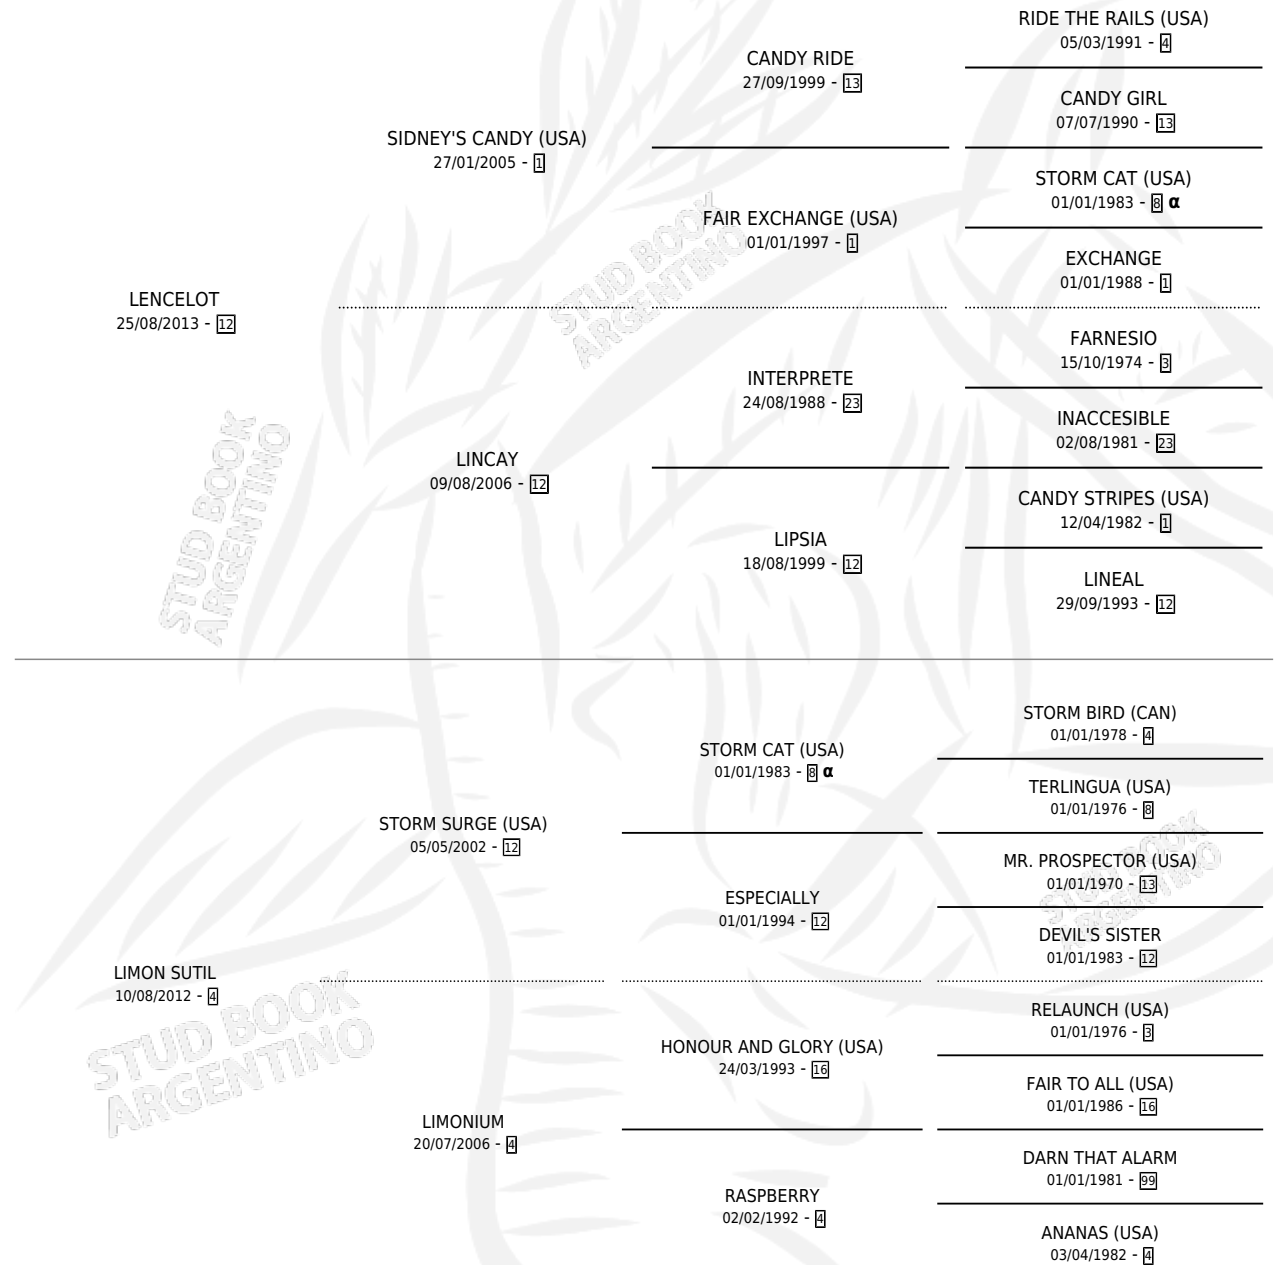 RIDE THE RAILS (USA)
05/03/1991 - 4
CANDY RIDE
27/09/1999 - 13
CANDY GIRL
07/07/1990 - 13
SIDNEY'S CANDY (USA)
27/01/2005 - 1
STORM CAT (USA)
01/01/1983 - 8 α
FAIR EXCHANGE (USA)
01/01/1997 - 1
EXCHANGE
01/01/1988 - 1
LENCELOT
25/08/2013 - 12
FARNESIO
15/10/1974 - 3
INTERPRETE
24/08/1988 - 23
INACCESIBLE
02/08/1981 - 23
LINCAY
09/08/2006 - 12
CANDY STRIPES (USA)
12/04/1982 - 1
LIPSIA
18/08/1999 - 12
LINEAL
29/09/1993 - 12
STORM BIRD (CAN)
01/01/1978 - 4
STORM CAT (USA)
01/01/1983 - 8 α
TERLINGUA (USA)
01/01/1976 - 8
STORM SURGE (USA)
05/05/2002 - 12
MR. PROSPECTOR (USA)
01/01/1970 - 13
ESPECIALLY
01/01/1994 - 12
DEVIL'S SISTER
01/01/1983 - 12
LIMON SUTIL
10/08/2012 - 4
RELAUNCH (USA)
01/01/1976 - 3
HONOUR AND GLORY (USA)
24/03/1993 - 16
FAIR TO ALL (USA)
01/01/1986 - 16
LIMONIUM
20/07/2006 - 4
DARN THAT ALARM
01/01/1981 - 99
RASPBERRY
02/02/1992 - 4
ANANAS (USA)
03/04/1982 - 4
STUD BOOK
ARGENTINO
STUD BOOK
ARGENTINO
STUD BOOK
ARGENTINO
STUD BOOK
ARGENTINO